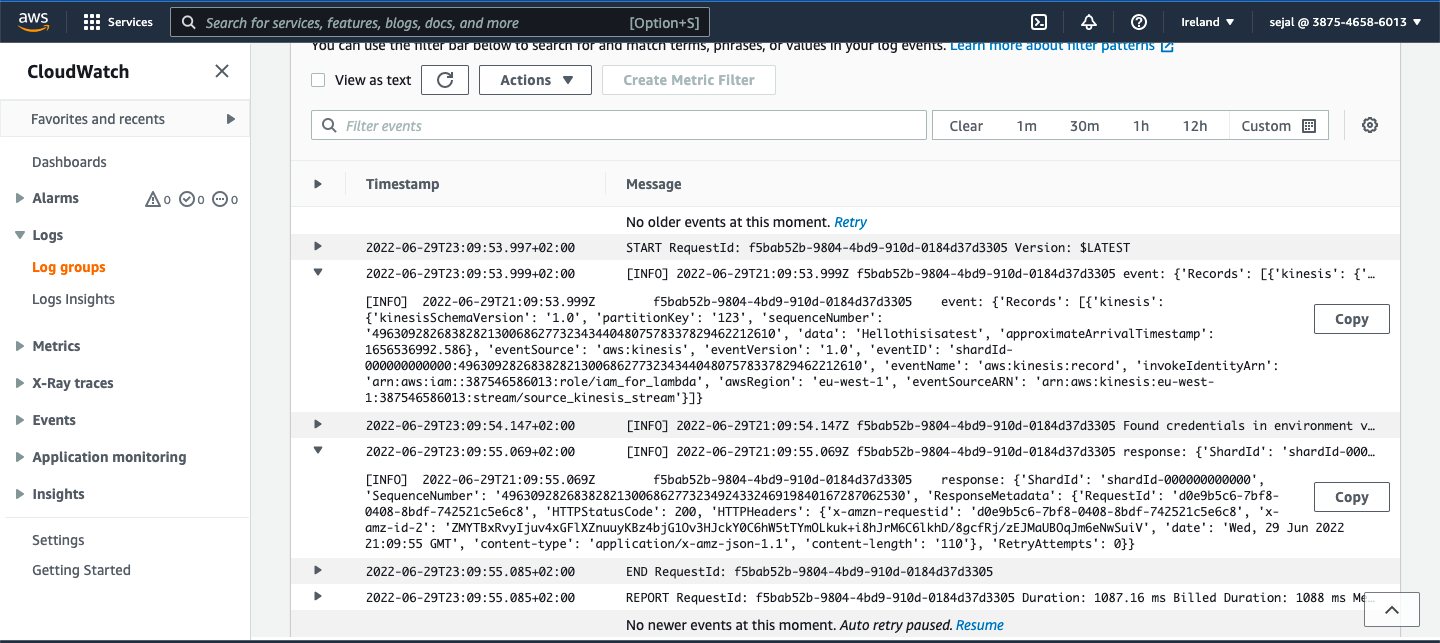 aws
Services
Search for services, features, blogs, docs, and more [Option+S]
Ireland
sejal @ 3875-4658-6013
CloudWatch
Favorites and recents
Dashboards
Alarms 0 0 0
Logs
Log groups
Logs Insights
Metrics
X-Ray traces
Events
Application monitoring
Insights
Settings
Getting Started
You can use the filter bar below to search for and match terms, phrases, or values in your log events. Learn more about filter patterns
View as text Actions Create Metric Filter
Filter events Clear 1m 30m 1h 12h Custom
Timestamp Message
No older events at this moment. Retry
2022-06-29T23:09:53.997+02:00 START RequestId: f5bab52b-9804-4bd9-910d-0184d37d3305 Version: $LATEST
2022-06-29T23:09:53.999+02:00 [INFO] 2022-06-29T21:09:53.999Z f5bab52b-9804-4bd9-910d-0184d37d3305 event: {'Records': [{'kinesis': {'…
[INFO] 2022-06-29T21:09:53.999Z f5bab52b-9804-4bd9-910d-0184d37d3305 event: {'Records': [{'kinesis':
{'kinesisSchemaVersion': '1.0', 'partitionKey': '123', 'sequenceNumber':
'49630928268382821300686277323434404807578337829462212610', 'data': 'Hellothisisatest', 'approximateArrivalTimestamp':
1656536992.586}, 'eventSource': 'aws:kinesis', 'eventVersion': '1.0', 'eventID': 'shardId-
000000000000:49630928268382821300686277323434404807578337829462212610', 'eventName': 'aws:kinesis:record', 'invokeIdentityArn':
'arn:aws:iam::387546586013:role/iam_for_lambda', 'awsRegion': 'eu-west-1', 'eventSourceARN': 'arn:aws:kinesis:eu-west-
1:387546586013:stream/source_kinesis_stream'}]}
Copy
2022-06-29T23:09:54.147+02:00 [INFO] 2022-06-29T21:09:54.147Z f5bab52b-9804-4bd9-910d-0184d37d3305 Found credentials in environment v…
2022-06-29T23:09:55.069+02:00 [INFO] 2022-06-29T21:09:55.069Z f5bab52b-9804-4bd9-910d-0184d37d3305 response: {'ShardId': 'shardId-000…
[INFO] 2022-06-29T21:09:55.069Z f5bab52b-9804-4bd9-910d-0184d37d3305 response: {'ShardId': 'shardId-000000000000',
'SequenceNumber': '49630928268382821300686277323492433246919840167287062530', 'ResponseMetadata': {'RequestId': 'd0e9b5c6-7bf8-
0408-8bdf-742521c5e6c8', 'HTTPStatusCode': 200, 'HTTPHeaders': {'x-amzn-requestid': 'd0e9b5c6-7bf8-0408-8bdf-742521c5e6c8', 'x-
amz-id-2': 'ZMYTBxRvyIjuv4xGFlXZnuuyKBz4bjG1Ov3HJckY0C6hW5tTYmOLkuk+i8hJrM6C6lkhD/8gcfRj/zEJMaUBOqJm6eNwSuiV', 'date': 'Wed, 29 Jun 2022
21:09:55 GMT', 'content-type': 'application/x-amz-json-1.1', 'content-length': '110'}, 'RetryAttempts': 0}}
Copy
2022-06-29T23:09:55.085+02:00 END RequestId: f5bab52b-9804-4bd9-910d-0184d37d3305
2022-06-29T23:09:55.085+02:00 REPORT RequestId: f5bab52b-9804-4bd9-910d-0184d37d3305 Duration: 1087.16 ms Billed Duration: 1088 ms Me…
No newer events at this moment. Auto retry paused. Resume